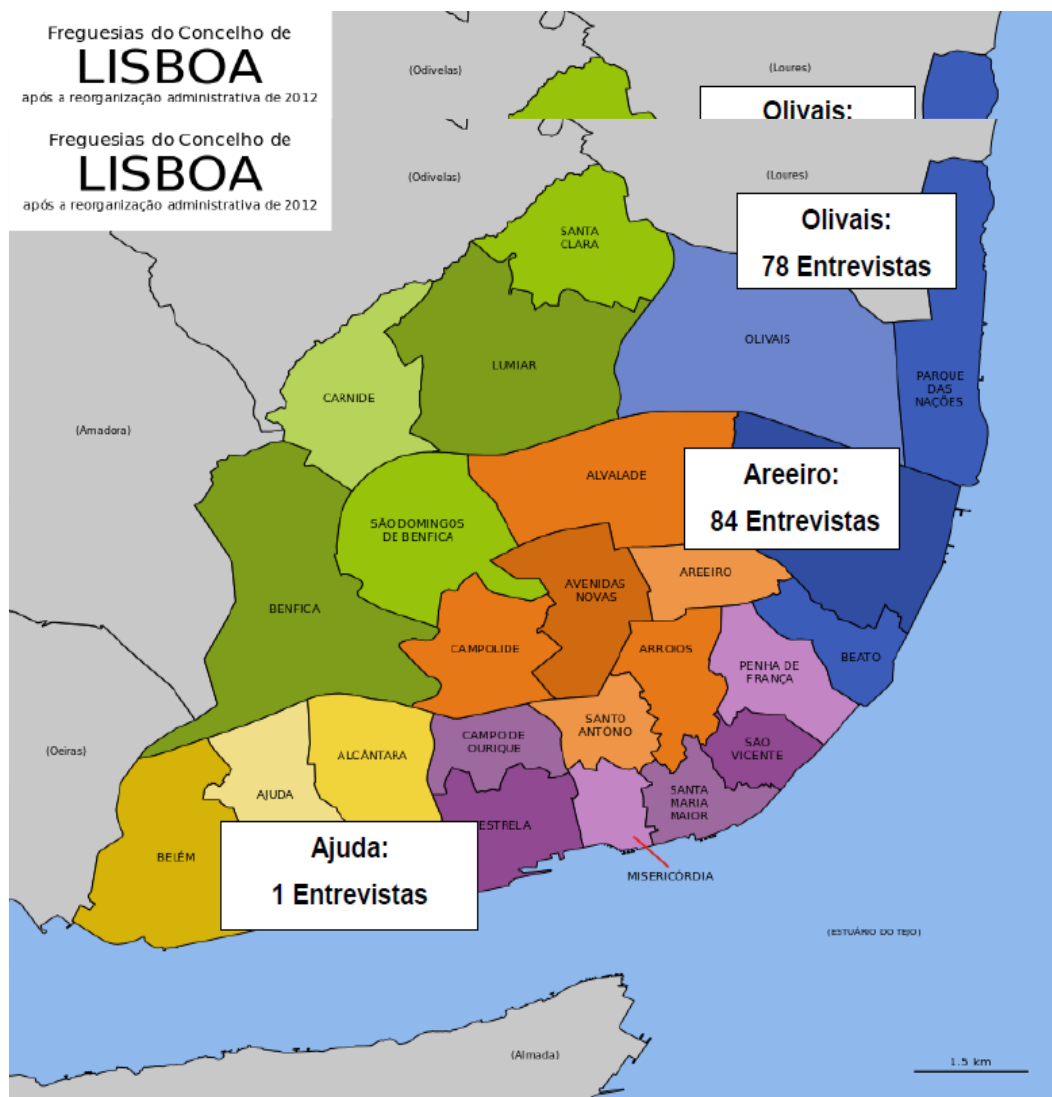 Freguesias do Concelho de
LISBOA
após a reorganização administrativa de 2012
(Odivelas)
(Loures)
Olivais:
Freguesias do Concelho de
LISBOA
após a reorganização administrativa de 2012
(Odivelas)
(Loures)
Olivais:
78 Entrevistas
SANTA
CLARA
OLIVAIS
LUMIAR
PARQUE
DAS
NAÇÕES
CARNIDE
(Amadora)
ALVALADE
Areeiro:
84 Entrevistas
SÃO DOMINGOS
DE BENFICA
AREEIRO
AVENIDAS
NOVAS
BENFICA
CAMPOLIDE
ARROIOS
PENHA DE
FRANÇA
BEATO
(Oeiras)
CAMPO DE
OURIQUE
SANTO
ANTÓNIO
SÃO
VICENTE
ALCÂNTARA
AJUDA
SANTA
MARIA
MAIOR
ESTRELA
BELÉM
Ajuda:
1 Entrevistas
MISERICÓRDIA
(ESTUÁRIO DO TEJO)
(Almada)
1.5 km